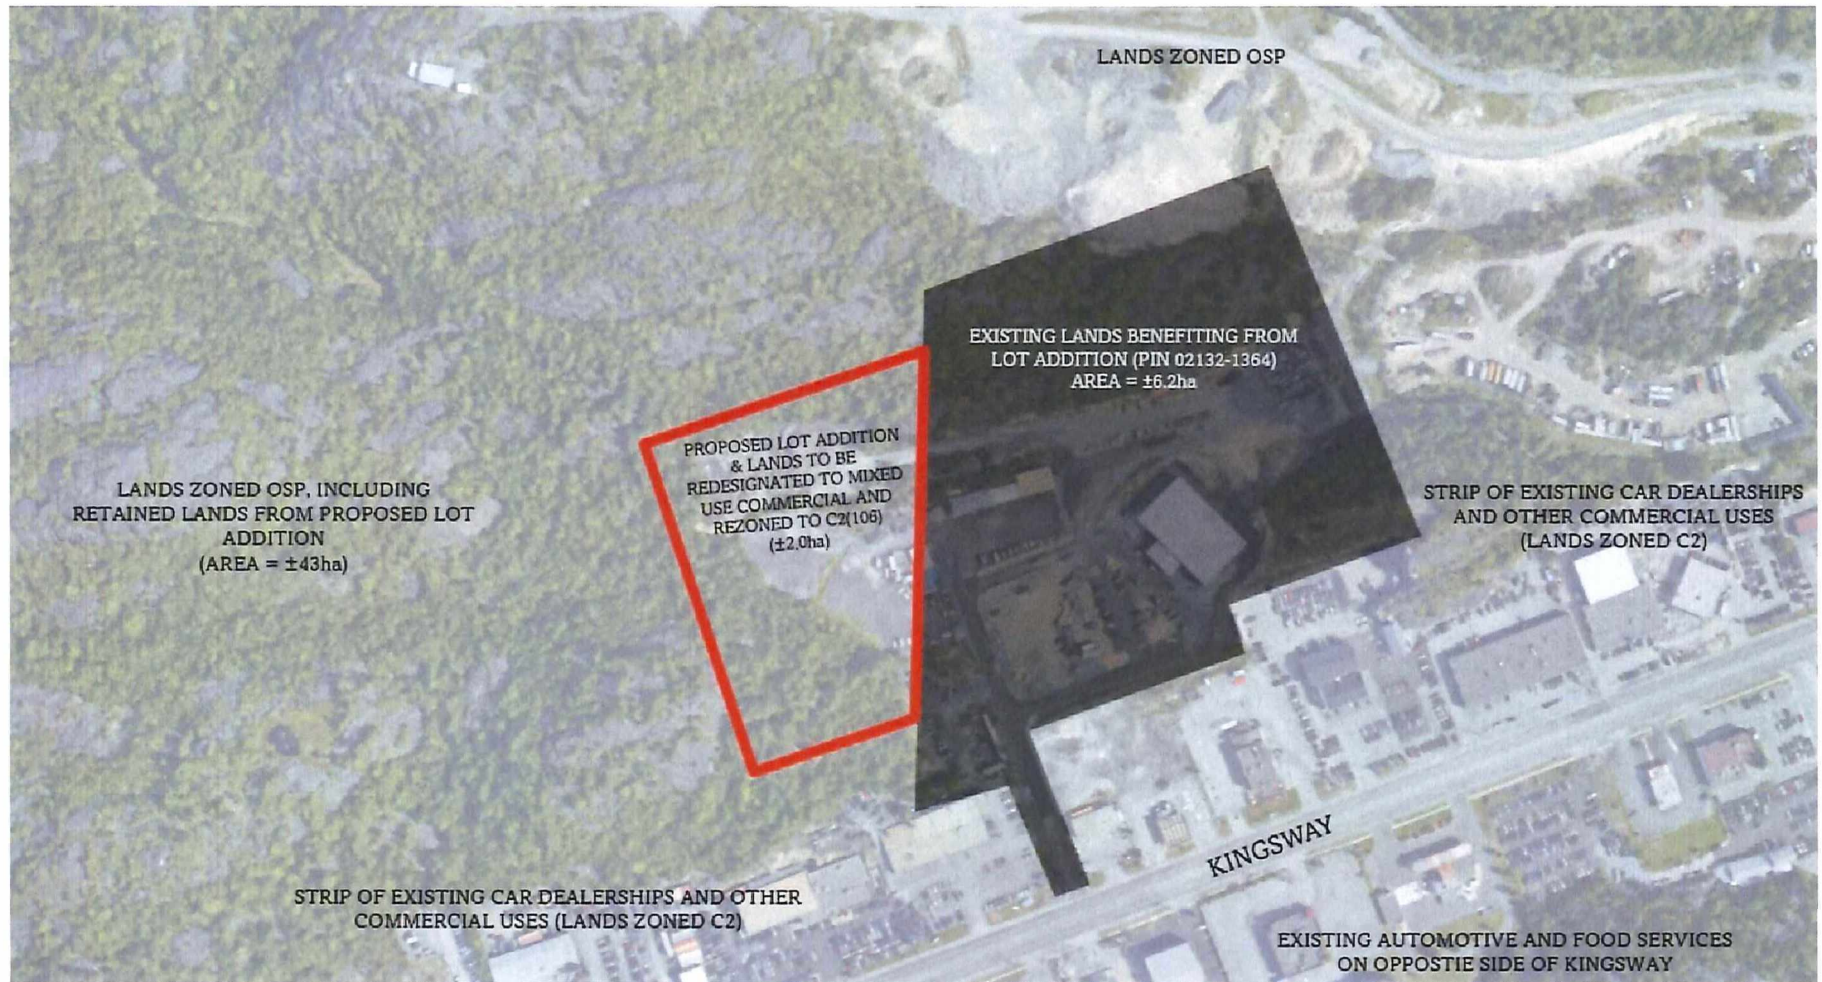 LANDS ZONED OSP
EXISTING LANDS BENEFITING FROM
LOT ADDITION (PIN 02132-1364)
AREA = ±6.2ha
PROPOSED LOT ADDITION
& LANDS TO BE
REDESIGNATED TO MIXED
USE COMMERCIAL AND
REZONED TO C2(106)
(±2.0ha)
LANDS ZONED OSP, INCLUDING
RETAINED LANDS FROM PROPOSED LOT
ADDITION
(AREA = ±43ha)
STRIP OF EXISTING CAR DEALERSHIPS
AND OTHER COMMERCIAL USES
(LANDS ZONED C2)
KINGSWAY
STRIP OF EXISTING CAR DEALERSHIPS AND OTHER
COMMERCIAL USES (LANDS ZONED C2)
EXISTING AUTOMOTIVE AND FOOD SERVICES
ON OPPOSTIE SIDE OF KINGSWAY